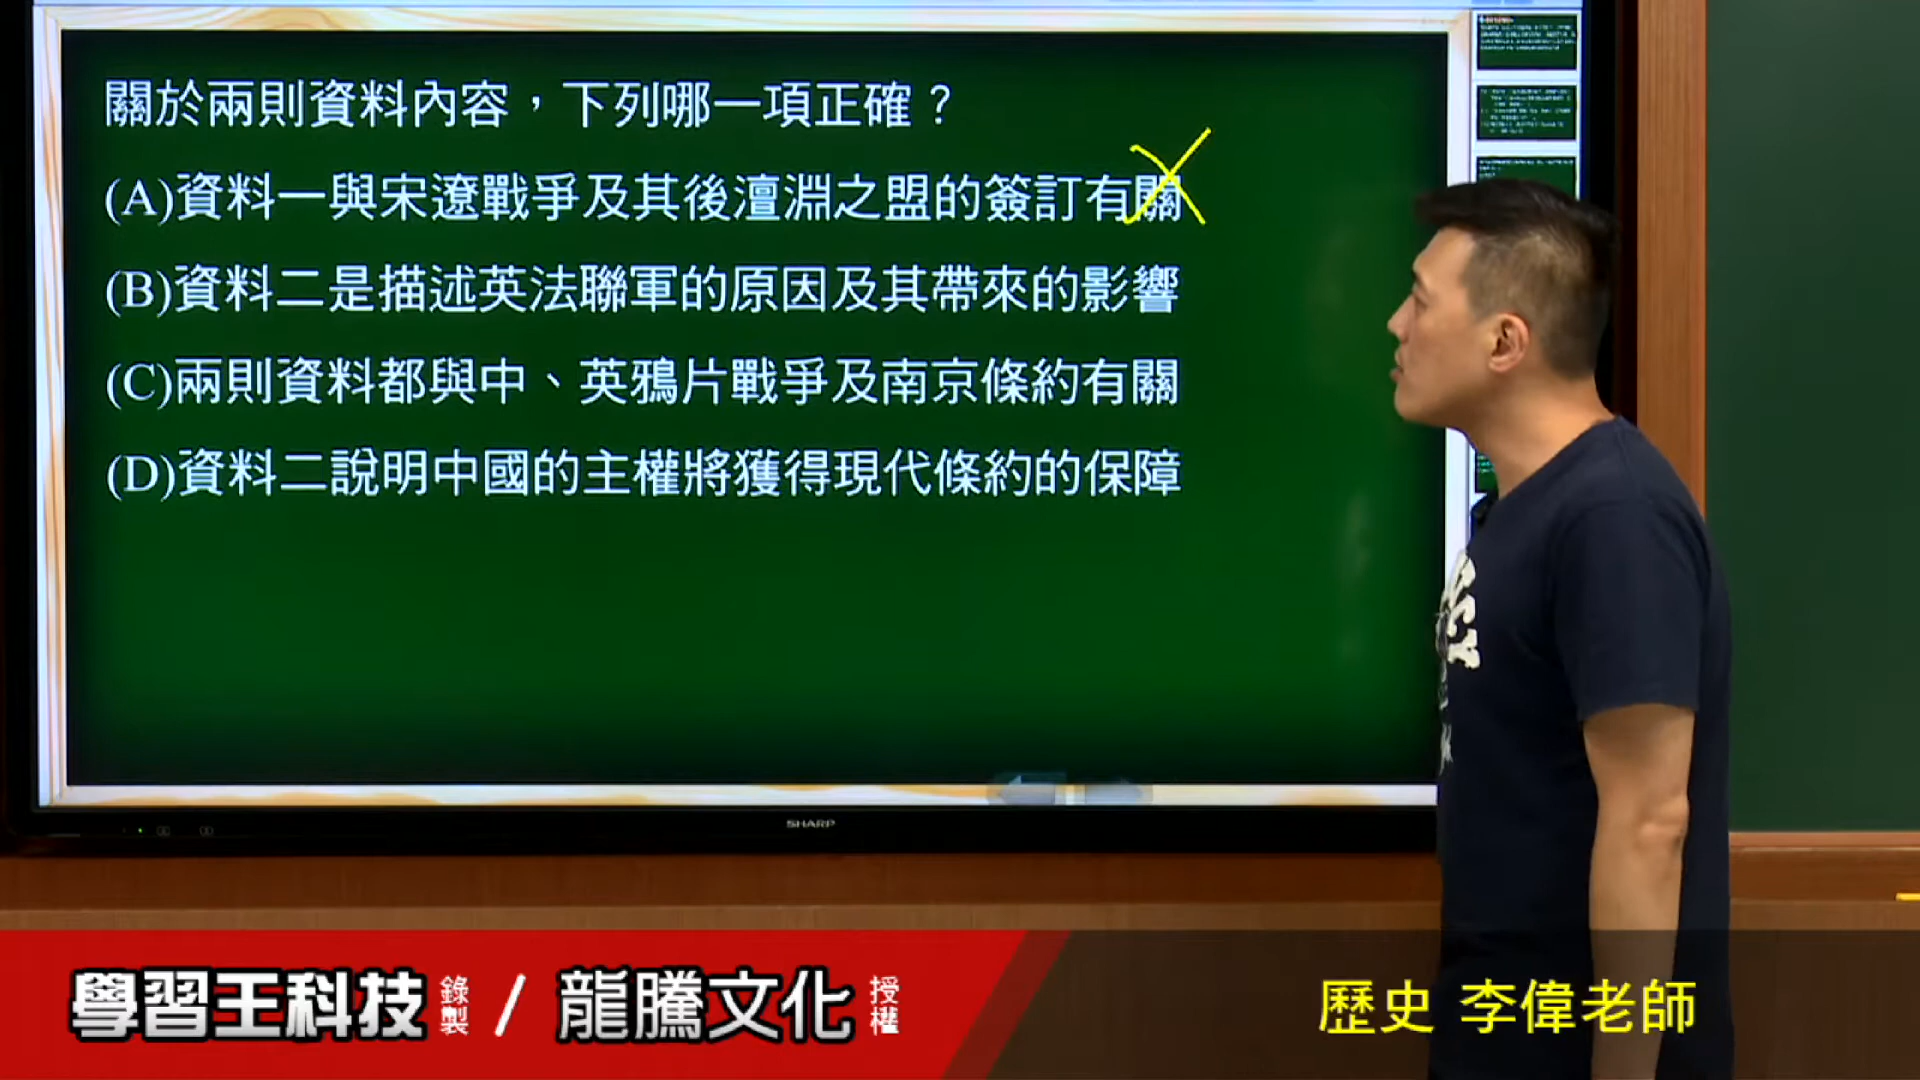 關於兩則資料內容，下列哪一項正確？
(A)資料一與宋遼戰爭及其後澶淵之盟的簽訂有關
(B)資料二是描述英法聯軍的原因及其帶來的影響
(C)兩則資料都與中、英鴉片戰爭及南京條約有關
(D)資料二說明中國的主權將獲得現代條約的保障
SHARP
學習王科技 錄製 / 龍騰文化 授權
歷史 李偉老師